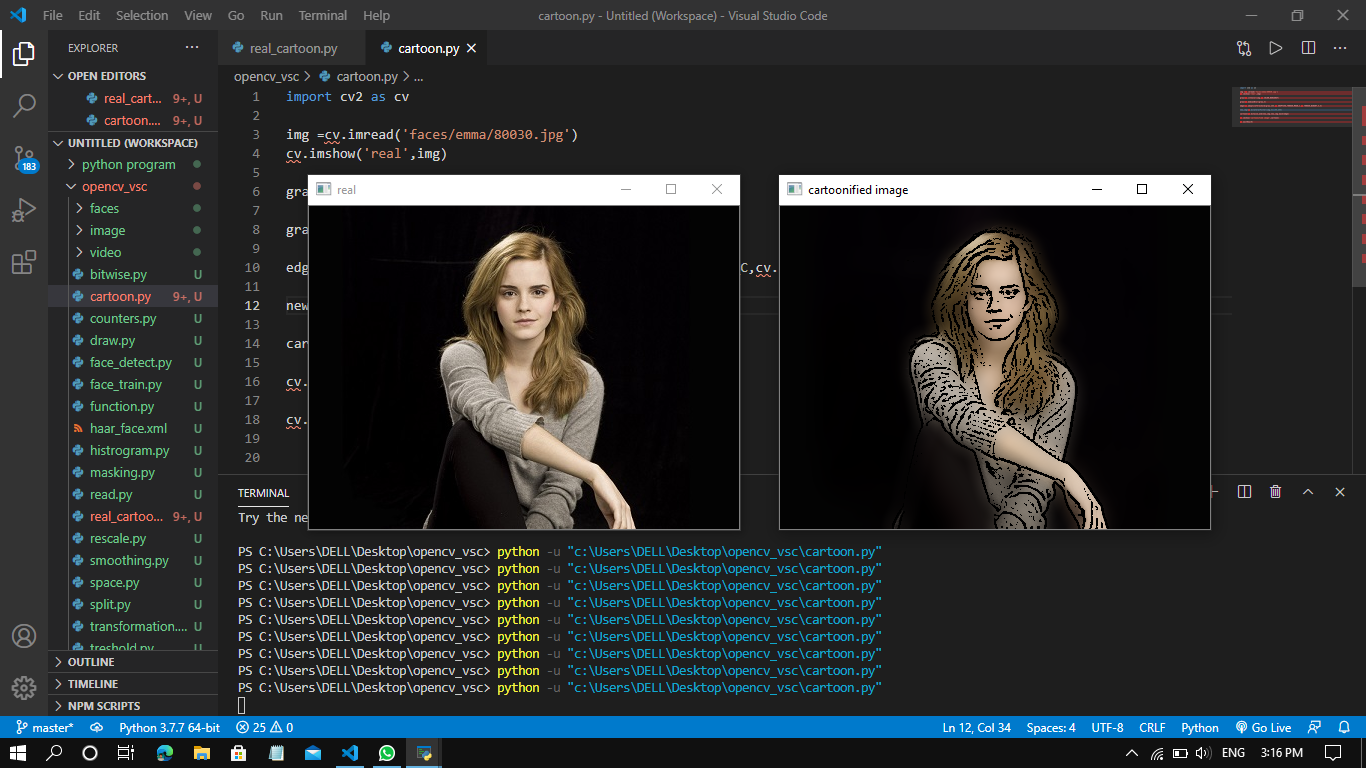 File Edit Selection View Go Run Terminal Help cartoon.py - Untitled (Workspace) - Visual Studio Code
EXPLORER ...
real_cartoon.py cartoon.py
OPEN EDITORS
real_cart... 9+, U
cartoon.... 9+, U
UNTITLED (WORKSPACE)
python program
opencv_vsc
faces
image
video
bitwise.py U
cartoon.py 9+, U
counters.py U
draw.py U
face_detect.py U
face_train.py U
function.py U
haar_face.xml U
histrogram.py U
masking.py U
read.py U
real_cartoo... 9+, U
rescale.py U
smoothing.py U
space.py U
split.py U
transformation.... U
treshold.py U
OUTLINE
TIMELINE
NPM SCRIPTS
183
opencv_vsc > cartoon.py > ...
1 import cv2 as cv
2
3 img =cv.imread('faces/emma/80030.jpg')
4 cv.imshow('real',img)
5
6 gra
7
8 gra
9
10 edg C,cv.
11
12 new
13
14 car
15
16 cv.
17
18 cv.
19
20
real
cartoonified image
TERMINAL
Try the ne
PS C:\Users\DELL\Desktop\opencv_vsc> python -u "c:\Users\DELL\Desktop\opencv_vsc\cartoon.py"
PS C:\Users\DELL\Desktop\opencv_vsc> python -u "c:\Users\DELL\Desktop\opencv_vsc\cartoon.py"
PS C:\Users\DELL\Desktop\opencv_vsc> python -u "c:\Users\DELL\Desktop\opencv_vsc\cartoon.py"
PS C:\Users\DELL\Desktop\opencv_vsc> python -u "c:\Users\DELL\Desktop\opencv_vsc\cartoon.py"
PS C:\Users\DELL\Desktop\opencv_vsc> python -u "c:\Users\DELL\Desktop\opencv_vsc\cartoon.py"
PS C:\Users\DELL\Desktop\opencv_vsc> python -u "c:\Users\DELL\Desktop\opencv_vsc\cartoon.py"
PS C:\Users\DELL\Desktop\opencv_vsc> python -u "c:\Users\DELL\Desktop\opencv_vsc\cartoon.py"
PS C:\Users\DELL\Desktop\opencv_vsc> python -u "c:\Users\DELL\Desktop\opencv_vsc\cartoon.py"
PS C:\Users\DELL\Desktop\opencv_vsc> python -u "c:\Users\DELL\Desktop\opencv_vsc\cartoon.py"
master* Python 3.7.7 64-bit 25 0 Ln 12, Col 34 Spaces: 4 UTF-8 CRLF Python Go Live
ENG 3:16 PM